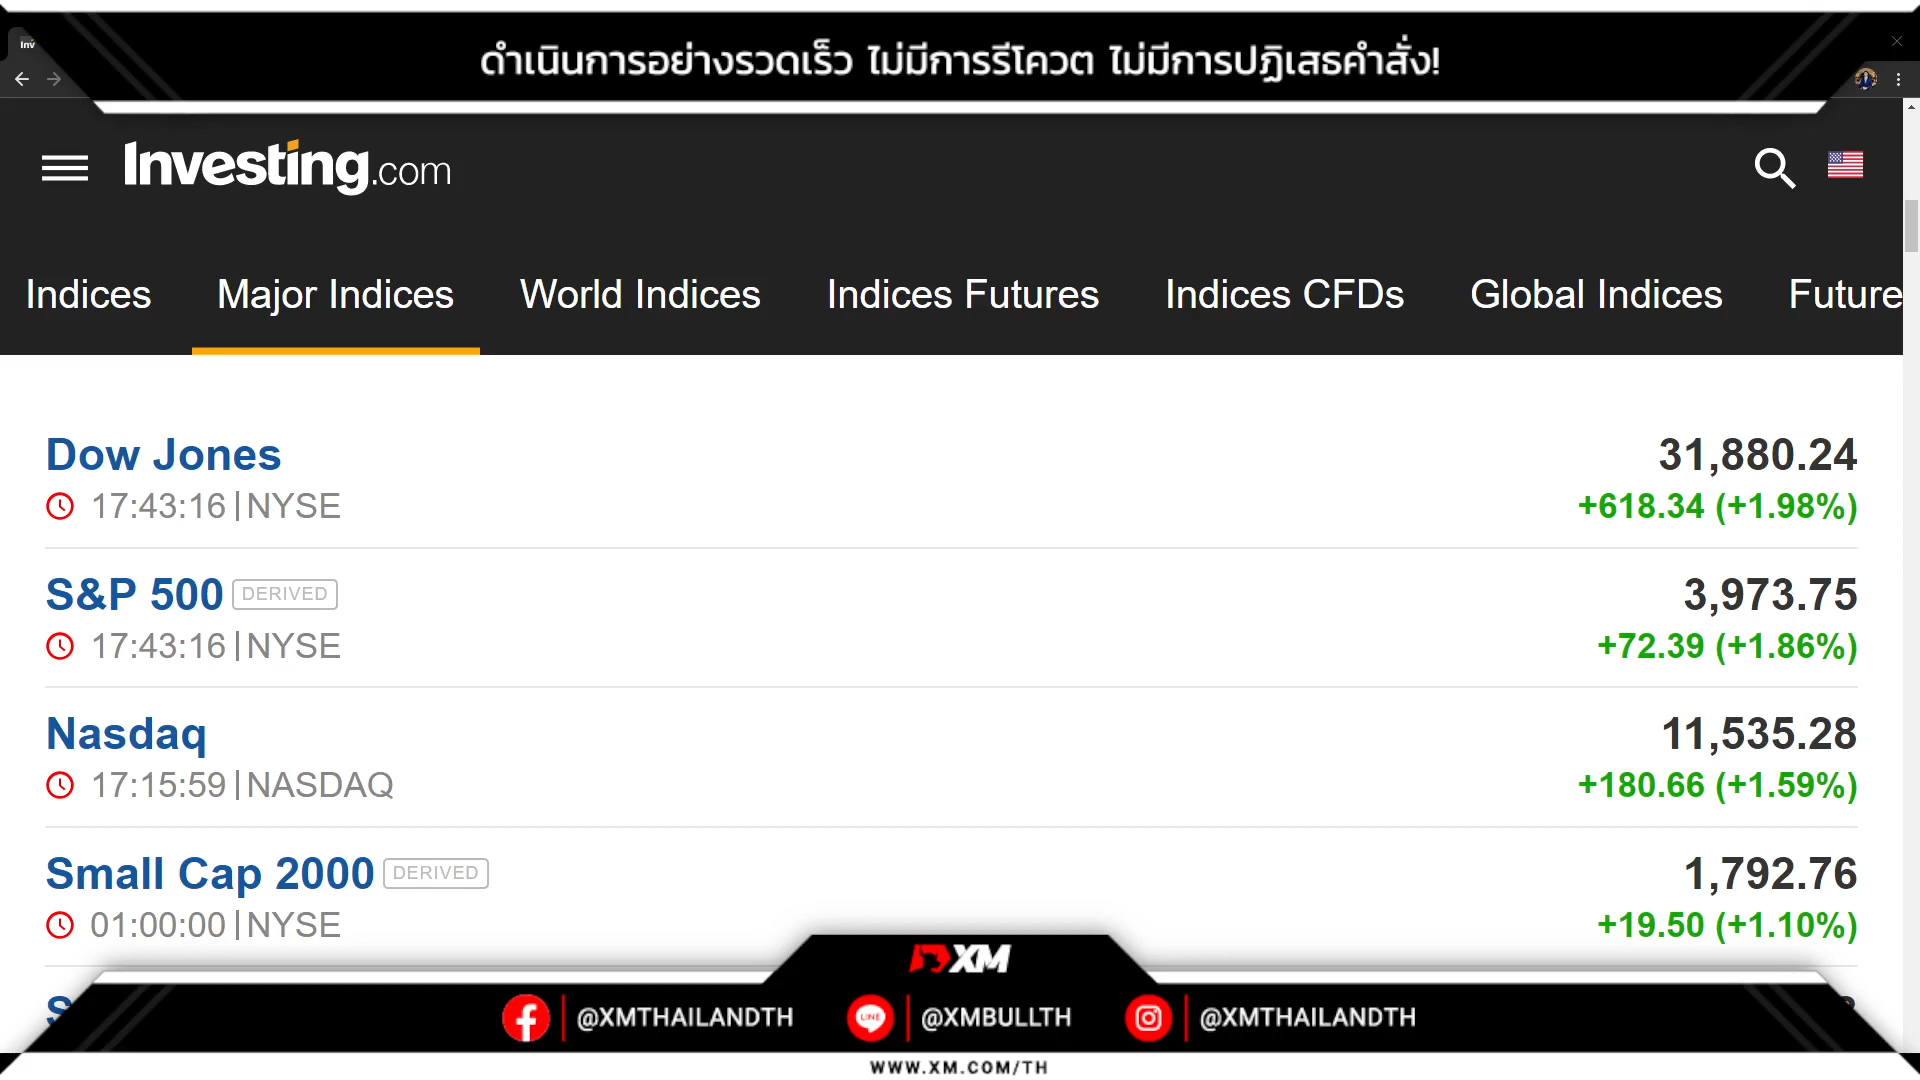 Inv
ดำเนินการอย่างรวดเร็ว ไม่มีการรีโควต ไม่มีการปฏิเสธคำสั่ง!
Investing.com
Indices Major Indices World Indices Indices Futures Indices CFDs Global Indices Future
Dow Jones 31,880.24
17:43:16 | NYSE +618.34 (+1.98%)
S&P 500 DERIVED 3,973.75
17:43:16 | NYSE +72.39 (+1.86%)
Nasdaq 11,535.28
17:15:59 | NASDAQ +180.66 (+1.59%)
Small Cap 2000 DERIVED 1,792.76
01:00:00 | NYSE +19.50 (+1.10%)
XM
@XMTHAILANDTH LINE @XMBULLTH @XMTHAILANDTH
WWW.XM.COM/TH